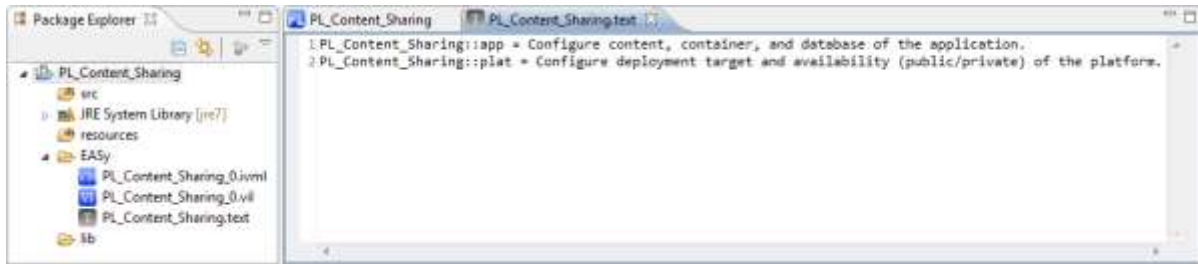 Package Explorer
PL_Content_Sharing
src
JRE System Library [jre7]
resources
EASy
PL_Content_Sharing_0.ivml
PL_Content_Sharing_0.vil
PL_Content_Sharing.text
lib
PL_Content_Sharing
PL_Content_Sharing.text
1 PL_Content_Sharing::app = Configure content, container, and database of the application.
2 PL_Content_Sharing::plat = Configure deployment target and availability (public/private) of the platform.